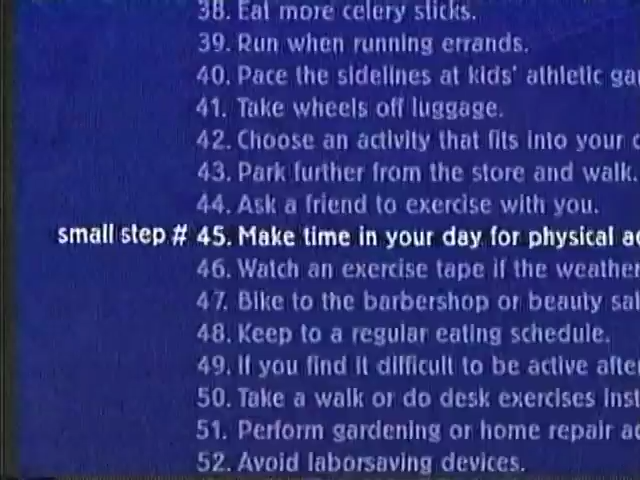 38. Eat more celery sticks.
39. Run when running errands.
40. Pace the sidelines at kids' athletic
41. Take wheels off luggage.
42. Choose an activity that fits into your
43. Park further from the store and walk.
44. Ask a friend to exercise with you.
small step # 45. Make time in your day for physical
46. Watch an exercise tape if the weather
47. Bike to the barbershop or beauty
48. Keep to a regular eating schedule.
49. If you find it difficult to be active
50. Take a walk or do desk exercises
51. Perform gardening or home repair
52. Avoid laborsaving devices.